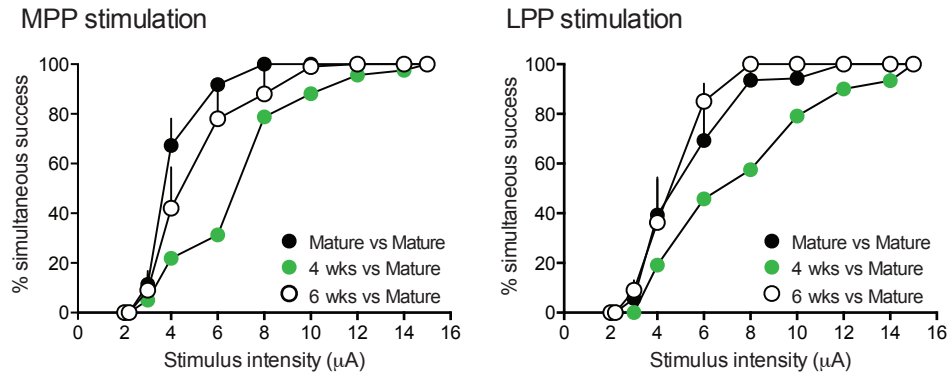 MPP stimulation
% simultaneous success
100
80
60
40
20
0
Mature vs Mature
4 wks vs Mature
6 wks vs Mature
0 2 4 6 8 10 12 14 16
Stimulus intensity (μA)
LPP stimulation
% simultaneous success
100
80
60
40
20
0
Mature vs Mature
4 wks vs Mature
6 wks vs Mature
0 2 4 6 8 10 12 14 16
Stimulus intensity (μA)